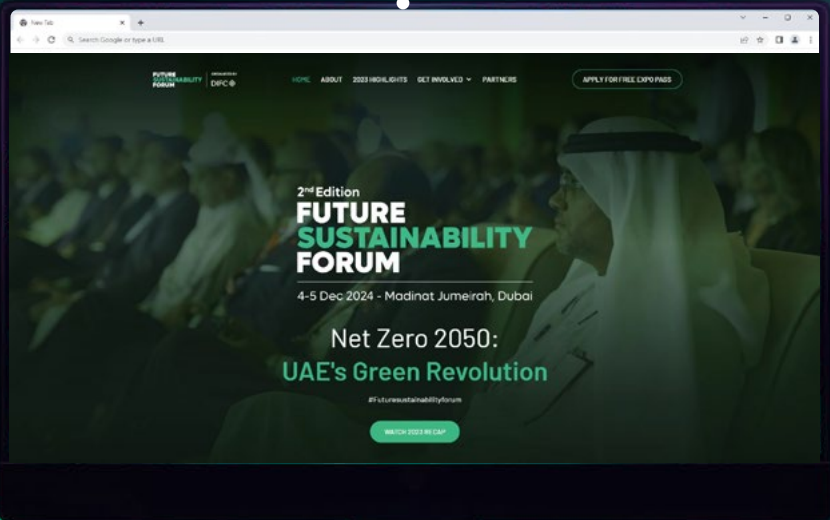 New Tab
Search Google or type a URL
FUTURE
SUSTAINABILITY
FORUM
DIFC
HOME ABOUT 2023 HIGHLIGHTS GET INVOLVED PARTNERS
APPLY FOR FREE EXPO PASS
2nd Edition
FUTURE
SUSTAINABILITY
FORUM
4-5 Dec 2024 - Madinat Jumeirah, Dubai
Net Zero 2050:
UAE's Green Revolution
#Futuresustainabilityforum
WATCH 2023 RECAP